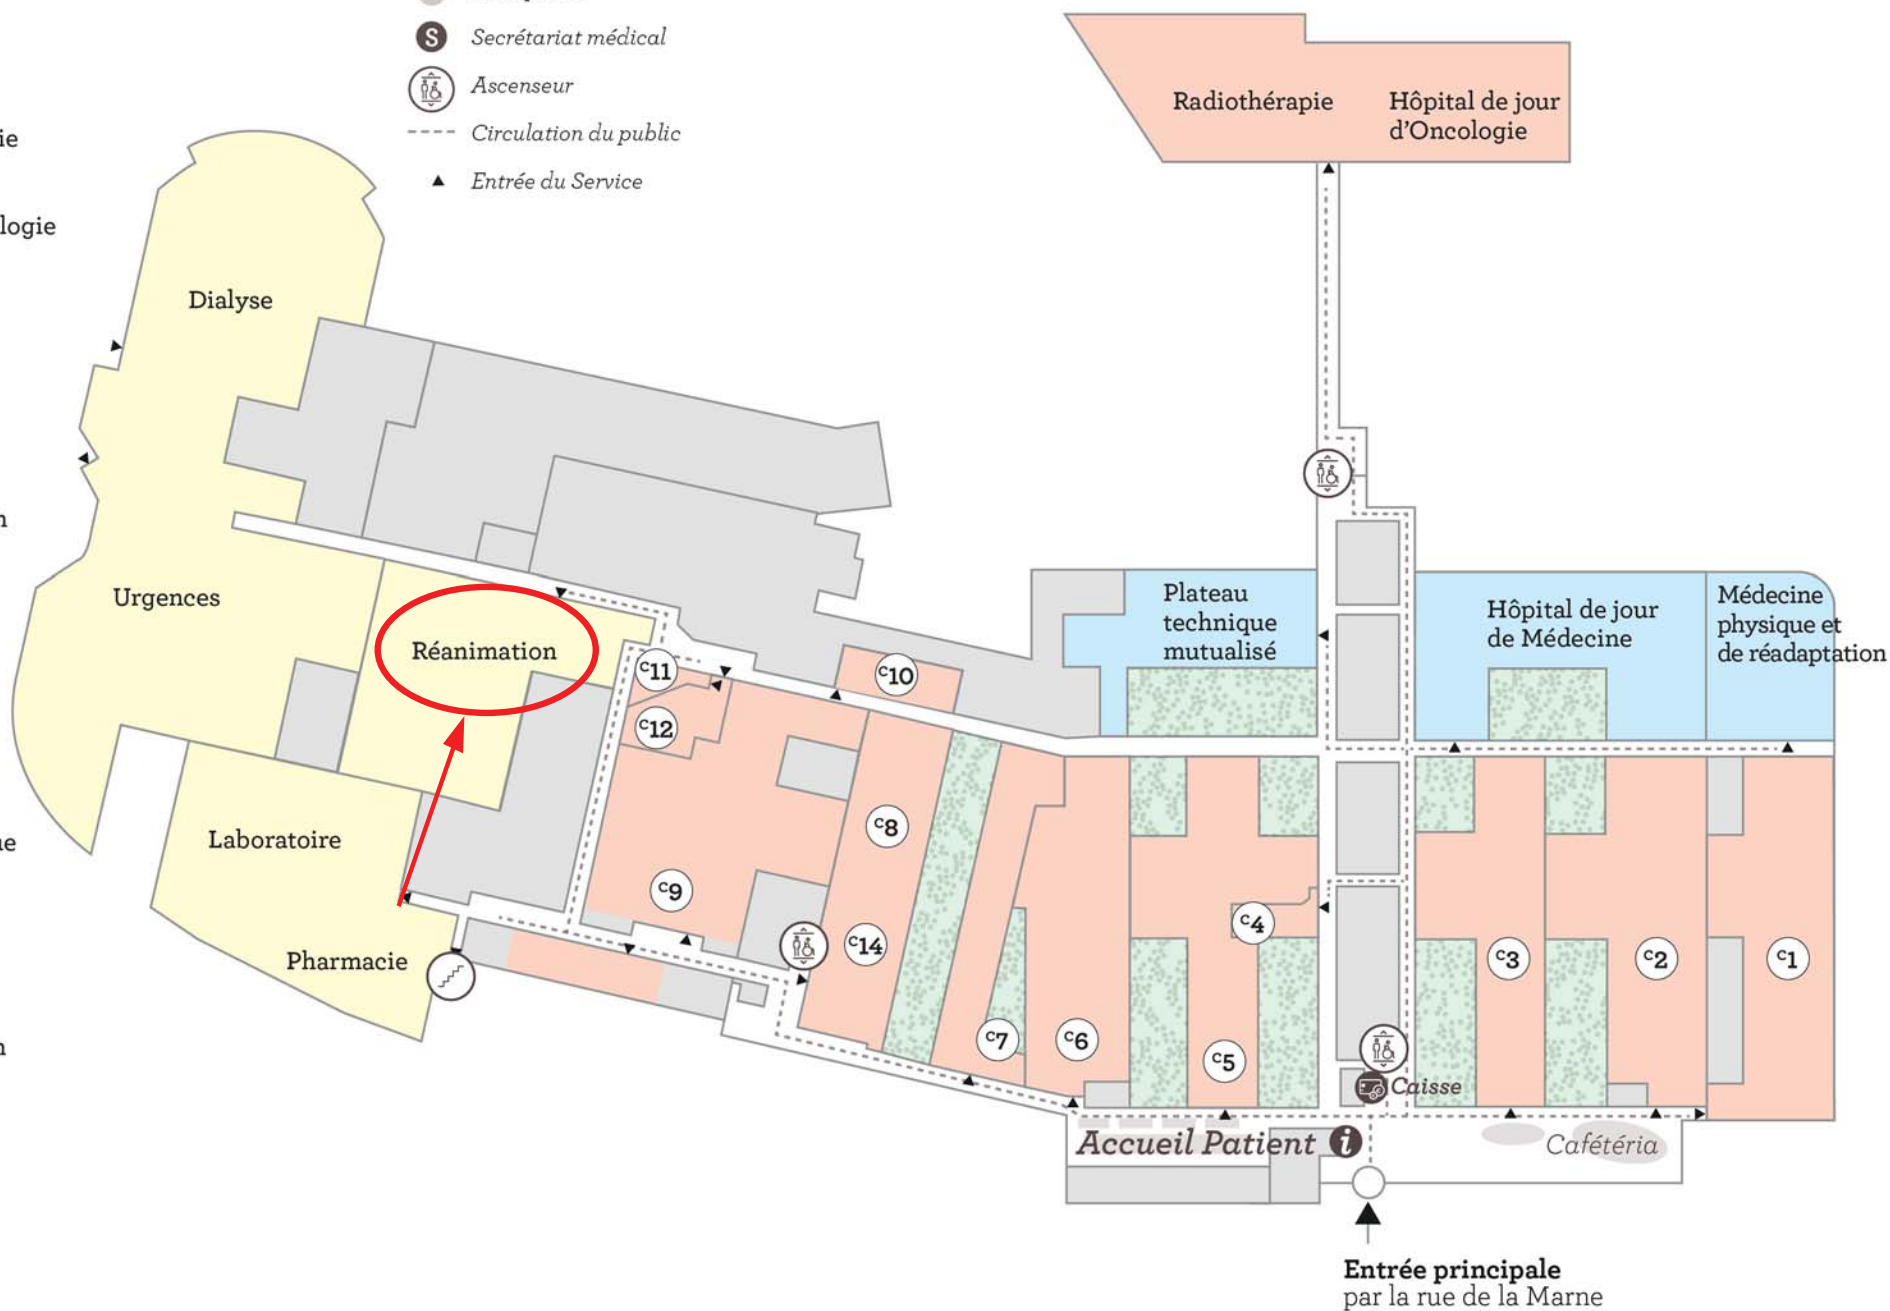 S Secrétariat médical
Ascenseur
Circulation du public
Entrée du Service
ie
logie
n
ue
n
Radiothérapie
Hôpital de jour
d'Oncologie
Dialyse
Urgences
Réanimation
Laboratoire
Pharmacie
Plateau
technique
mutualisé
Hôpital de jour
de Médecine
Médecine
physique et
de réadaptation
C11
C12
C10
C9
C8
C14
C7
C6
C5
C4
C3
C2
C1
Caisse
Accueil Patient i
Cafétéria
Entrée principale
par la rue de la Marne